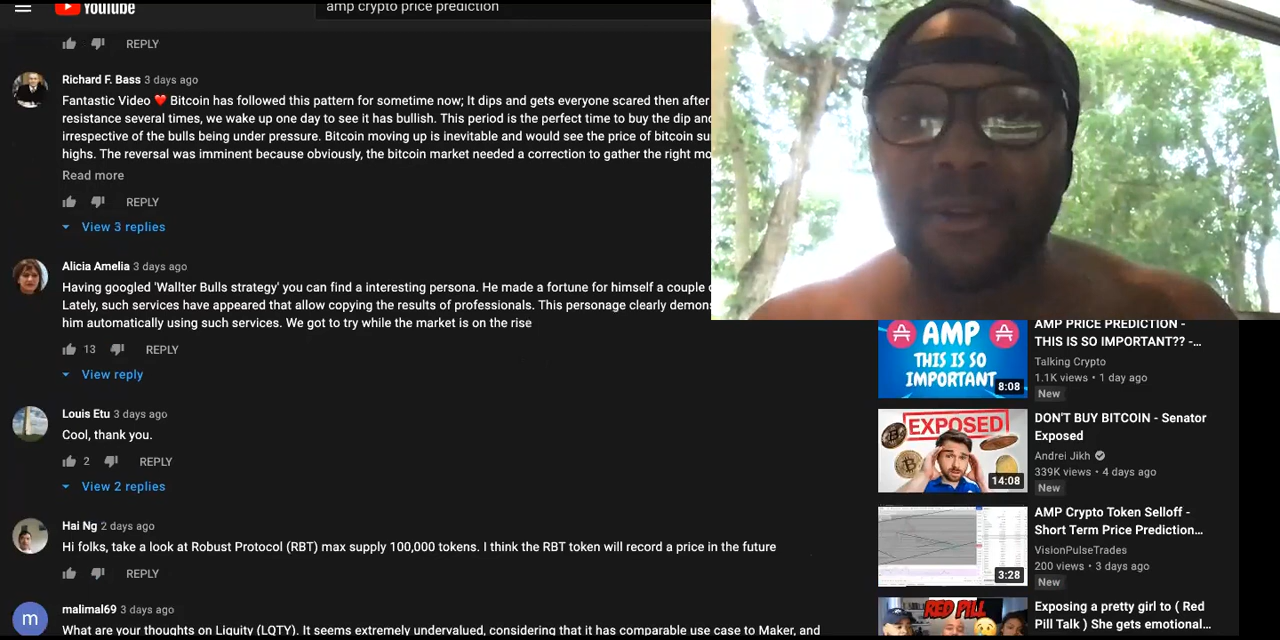 YouTube
amp crypto price prediction
REPLY
Richard F. Bass 3 days ago
Fantastic Video ❤️ Bitcoin has followed this pattern for sometime now; It dips and gets everyone scared then after
resistance several times, we wake up one day to see it has bullish. This period is the perfect time to buy the dip and
irrespective of the bulls being under pressure. Bitcoin moving up is inevitable and would see the price of bitcoin
highs. The reversal was imminent because obviously, the bitcoin market needed a correction to gather the right
Read more
REPLY
View 3 replies
Alicia Amelia 3 days ago
Having googled 'Wallter Bulls strategy' you can find a interesting persona. He made a fortune for himself a couple
Lately, such services have appeared that allow copying the results of professionals. This personage clearly
him automatically using such services. We got to try while the market is on the rise
13 REPLY
View reply
Louis Etu 3 days ago
Cool, thank you.
2 REPLY
View 2 replies
Hai Ng 2 days ago
Hi folks have a look at Robust Protocol (RBT) max supply 100,000 tokens. I think the RBT token will record a price in the future
1 REPLY
malimal69 3 days ago
What are your thoughts on Liquity (LQTY). It seems extremely undervalued, considering that it has comparable use case to Maker, and
AMP
THIS IS SO
IMPORTANT
8:08
AMP PRICE PREDICTION -
THIS IS SO IMPORTANT?? -...
Talking Crypto
1.1K views • 1 day ago
New
EXPOSED
14:08
DON'T BUY BITCOIN - Senator
Exposed
Andrei Jikh
339K views • 4 days ago
New
3:28
AMP Crypto Token Selloff -
Short Term Price Prediction...
VisionPulseTrades
200 views • 3 days ago
New
RED PILL
Exposing a pretty girl to ( Red
Pill Talk ) She gets emotional...